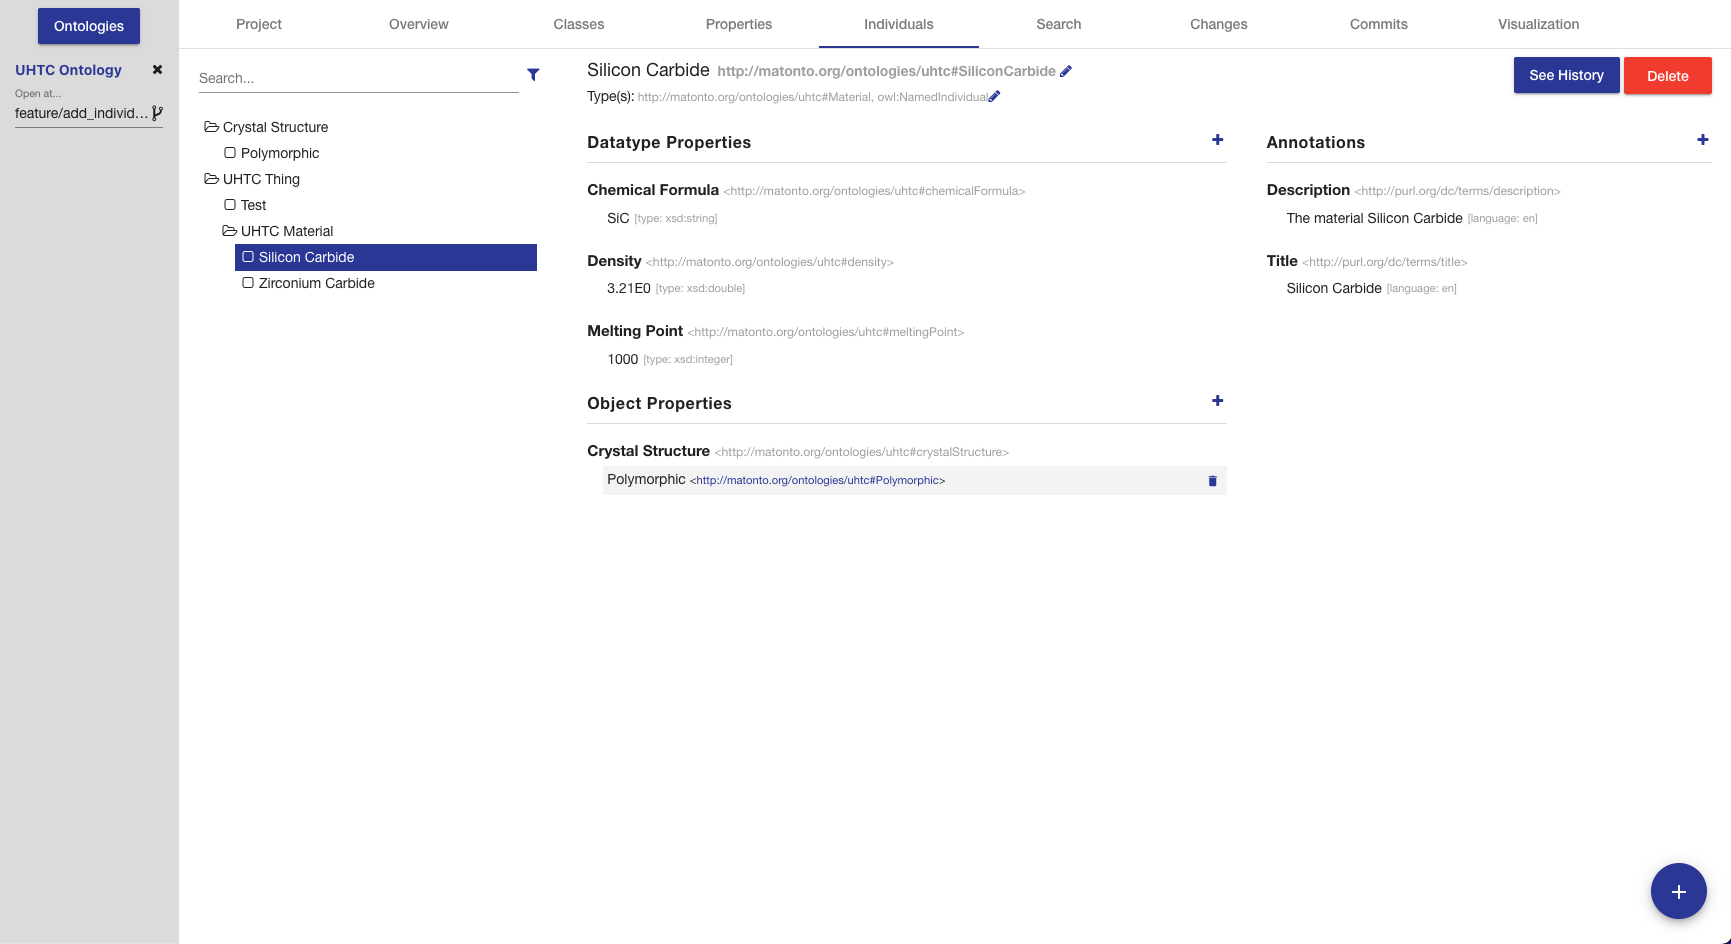 Ontologies
UHTC Ontology
Open at...
feature/add_individ...
Project Overview Classes Properties Individuals Search Changes Commits Visualization
Search...
Crystal Structure
Polymorphic
UHTC Thing
Test
UHTC Material
Silicon Carbide
Zirconium Carbide
Silicon Carbide http://matonto.org/ontologies/uhtc#SiliconCarbide
Type(s): http://matonto.org/ontologies/uhtc#Material, owl:NamedIndividual
See History Delete
Datatype Properties
Chemical Formula <http://matonto.org/ontologies/uhtc#chemicalFormula>
SiC [type: xsd:string]
Density <http://matonto.org/ontologies/uhtc#density>
3.21E0 [type: xsd:double]
Melting Point <http://matonto.org/ontologies/uhtc#meltingPoint>
1000 [type: xsd:integer]
Object Properties
Crystal Structure <http://matonto.org/ontologies/uhtc#crystalStructure>
Polymorphic <http://matonto.org/ontologies/uhtc#Polymorphic>
Annotations
Description <http://purl.org/dc/terms/description>
The material Silicon Carbide [language: en]
Title <http://purl.org/dc/terms/title>
Silicon Carbide [language: en]